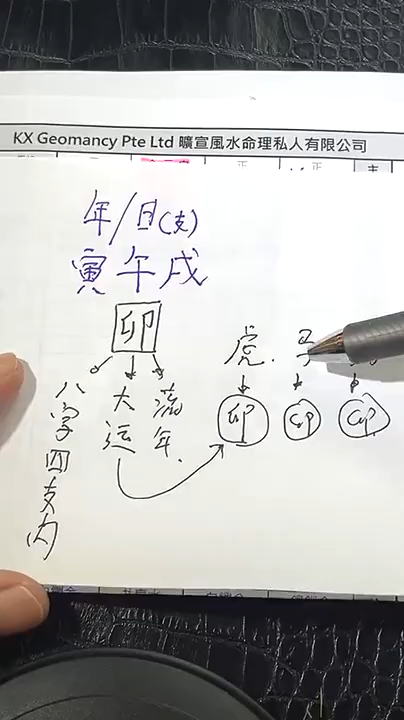 KX Geomancy Pte Ltd 曠宣風水命理私人有限公司
年/日(支)
寅午戌
卯
八字四支内
大运
流年.
虎.
卯 卯 卯